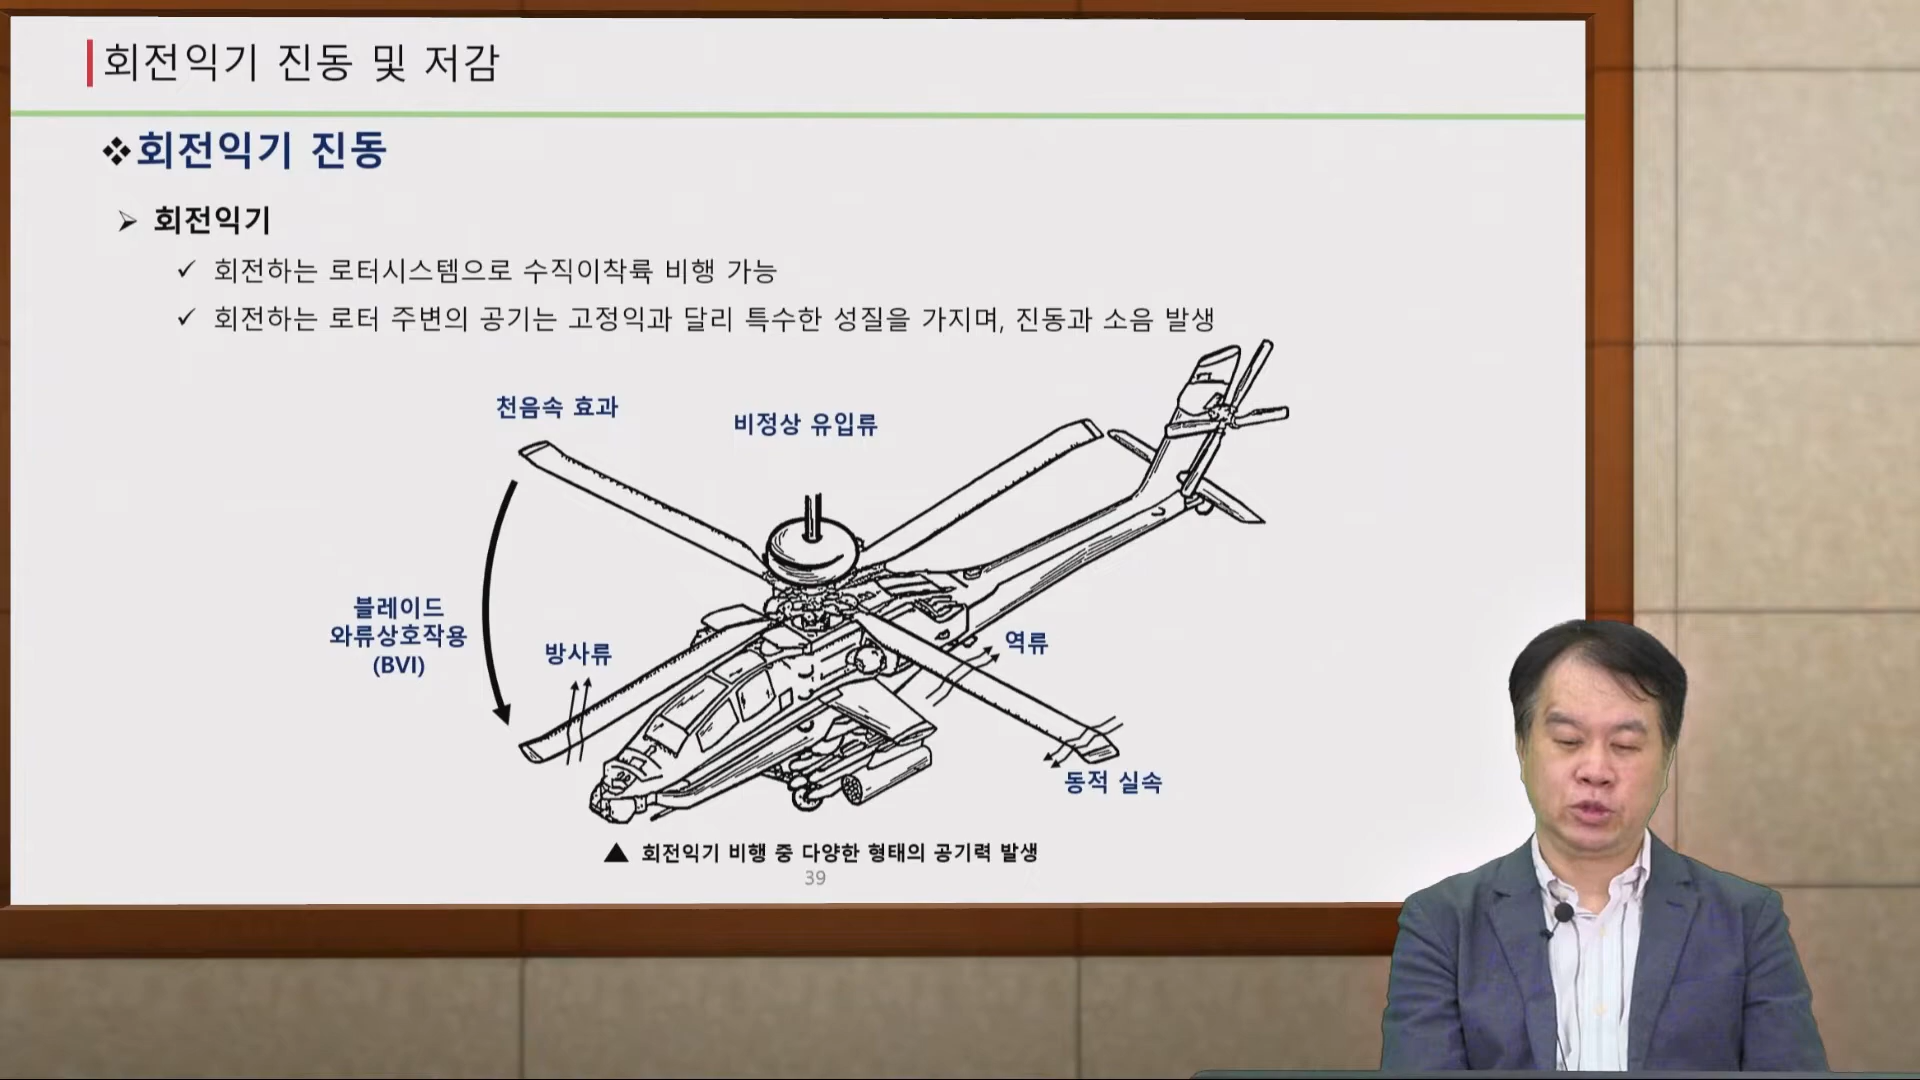 회전익기 진동 및 저감
❖회전익기 진동
➢ 회전익기
✓ 회전하는 로터시스템으로 수직이착륙 비행 가능
✓ 회전하는 로터 주변의 공기는 고정익과 달리 특수한 성질을 가지며, 진동과 소음 발생
천음속 효과
비정상 유입류
블레이드
와류상호작용
(BVI)
방사류
역류
동적 실속
▲ 회전익기 비행 중 다양한 형태의 공기력 발생
39